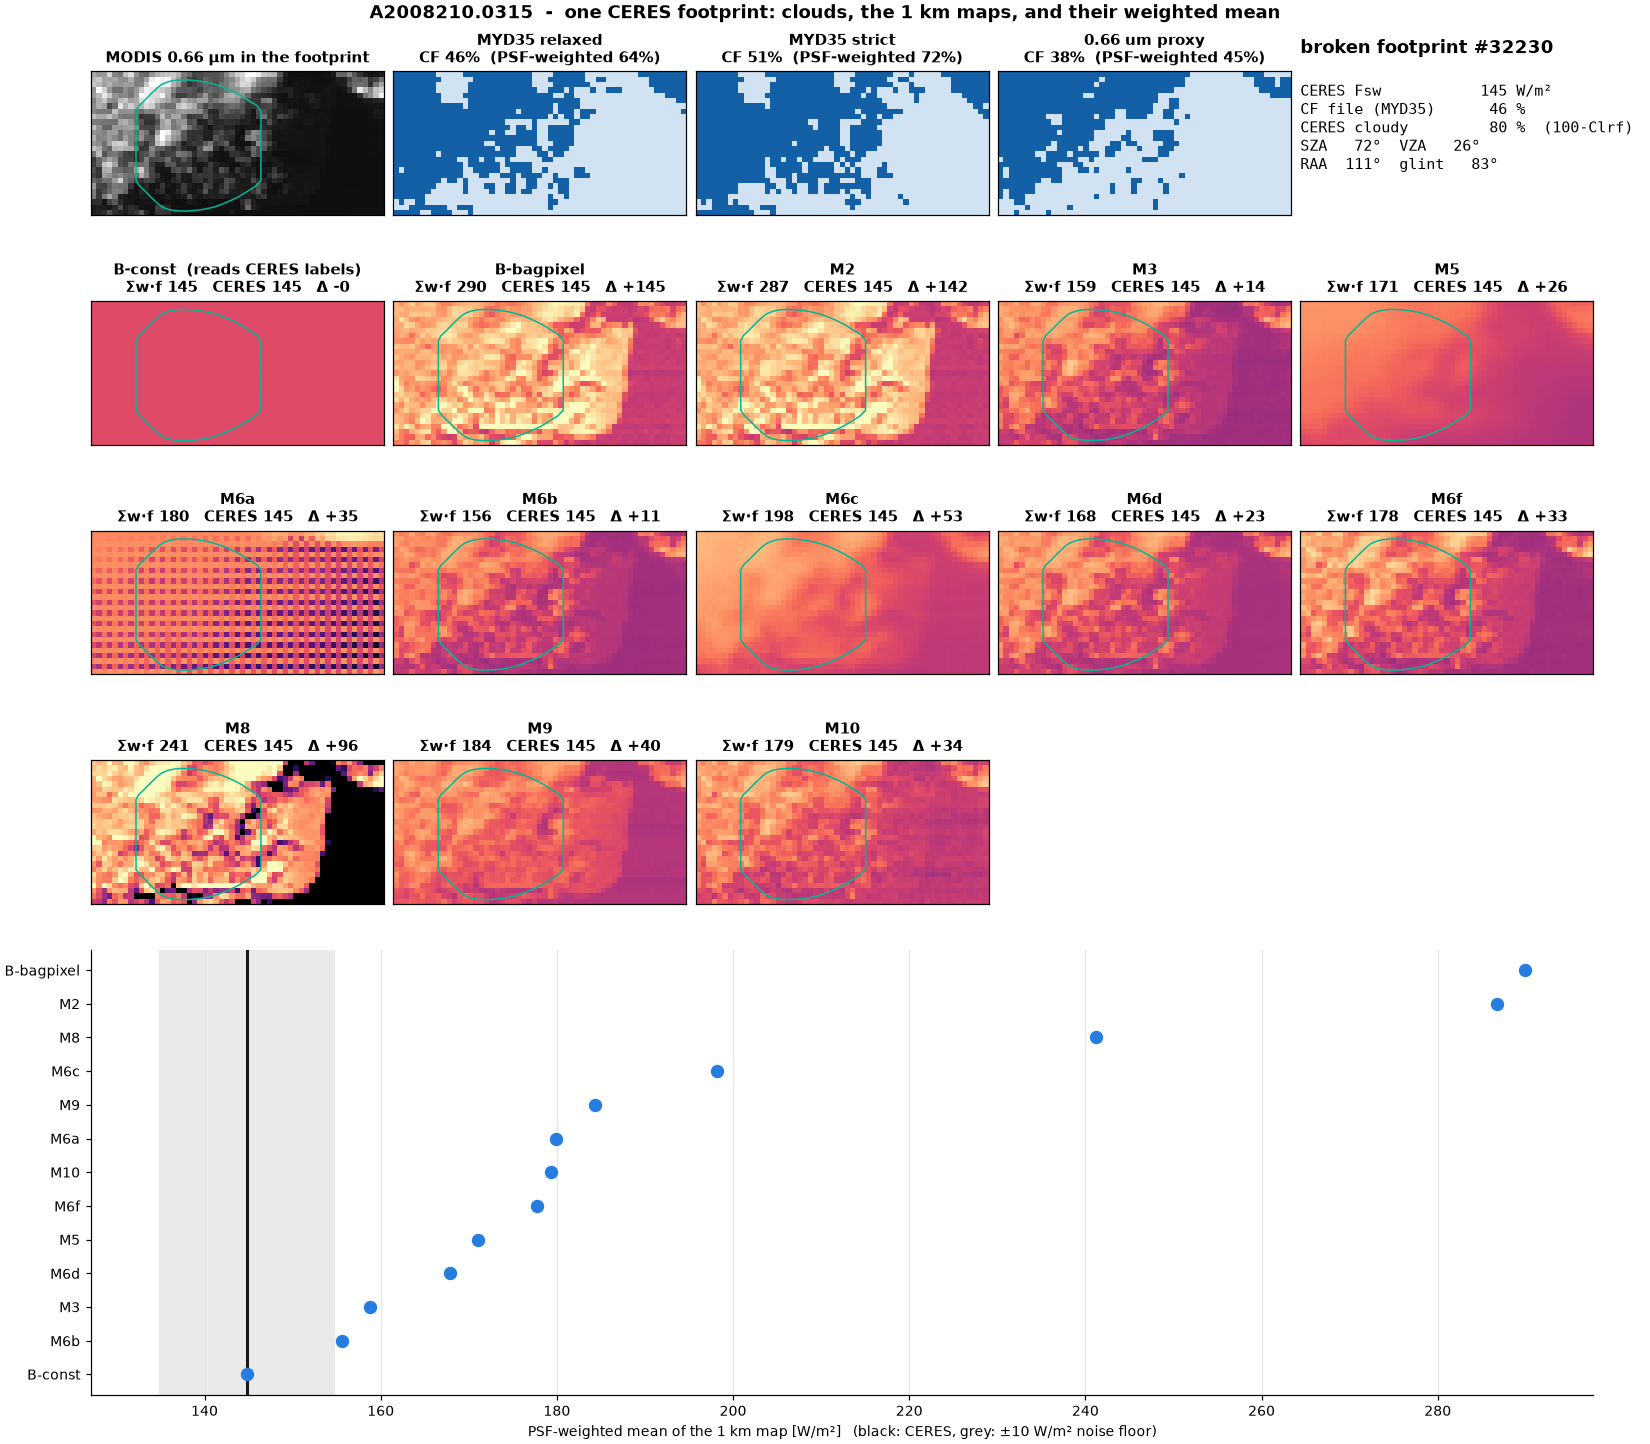 A2008210.0315 - one CERES footprint: clouds, the 1 km maps, and their weighted mean
MODIS 0.66 µm in the footprint
MYD35 relaxed
CF 46% (PSF-weighted 64%)
MYD35 strict
CF 51% (PSF-weighted 72%)
0.66 um proxy
CF 38% (PSF-weighted 45%)
broken footprint #32230
CERES Fsw 145 W/m²
CF file (MYD35) 46 %
CERES cloudy 80 % (100-Clrf)
SZA 72° VZA 26°
RAA 111° glint 83°
B-const (reads CERES labels)
Σw·f 145 CERES 145 Δ -0
B-bagpixel
Σw·f 290 CERES 145 Δ +145
M2
Σw·f 287 CERES 145 Δ +142
M3
Σw·f 159 CERES 145 Δ +14
M5
Σw·f 171 CERES 145 Δ +26
M6a
Σw·f 180 CERES 145 Δ +35
M6b
Σw·f 156 CERES 145 Δ +11
M6c
Σw·f 198 CERES 145 Δ +53
M6d
Σw·f 168 CERES 145 Δ +23
M6f
Σw·f 178 CERES 145 Δ +33
M8
Σw·f 241 CERES 145 Δ +96
M9
Σw·f 184 CERES 145 Δ +40
M10
Σw·f 179 CERES 145 Δ +34
B-bagpixel
M2
M8
M6c
M9
M6a
M10
M6f
M5
M6d
M3
M6b
B-const
140 160 180 200 220 240 260 280
PSF-weighted mean of the 1 km map [W/m²] (black: CERES, grey: ±10 W/m² noise floor)